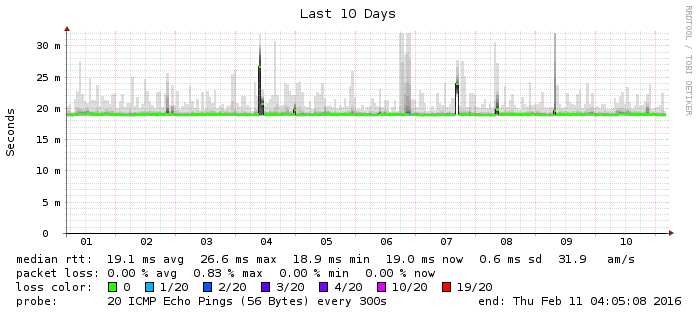 Last 10 Days
RRDTOOL / TOBI OETIKER
Seconds
30 m
25 m
20 m
15 m
10 m
5 m
0
01 02 03 04 05 06 07 08 09 10
median rtt: 19.1 ms avg 26.6 ms max 18.9 ms min 19.0 ms now 0.6 ms sd 31.9 am/s
packet loss: 0.00 % avg 0.83 % max 0.00 % min 0.00 % now
loss color: 0 1/20 2/20 3/20 4/20 10/20 19/20
probe: 20 ICMP Echo Pings (56 Bytes) every 300s end: Thu Feb 11 04:05:08 2016